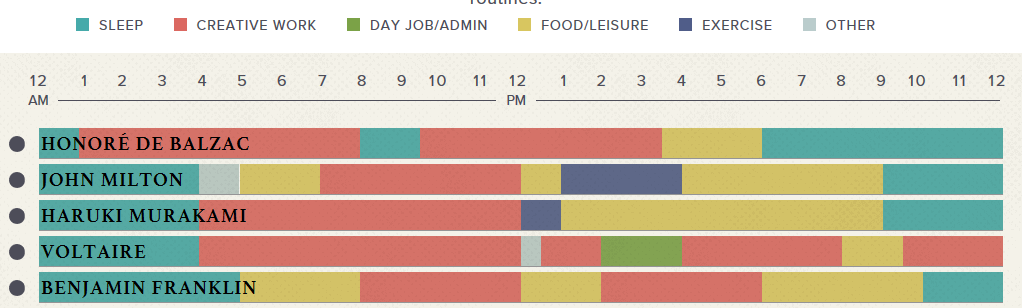 routines.
SLEEP CREATIVE WORK DAY JOB/ADMIN FOOD/LEISURE EXERCISE OTHER
12 1 2 3 4 5 6 7 8 9 10 11 12 1 2 3 4 5 6 7 8 9 10 11 12
AM PM
HONORÉ DE BALZAC
JOHN MILTON
HARUKI MURAKAMI
VOLTAIRE
BENJAMIN FRANKLIN